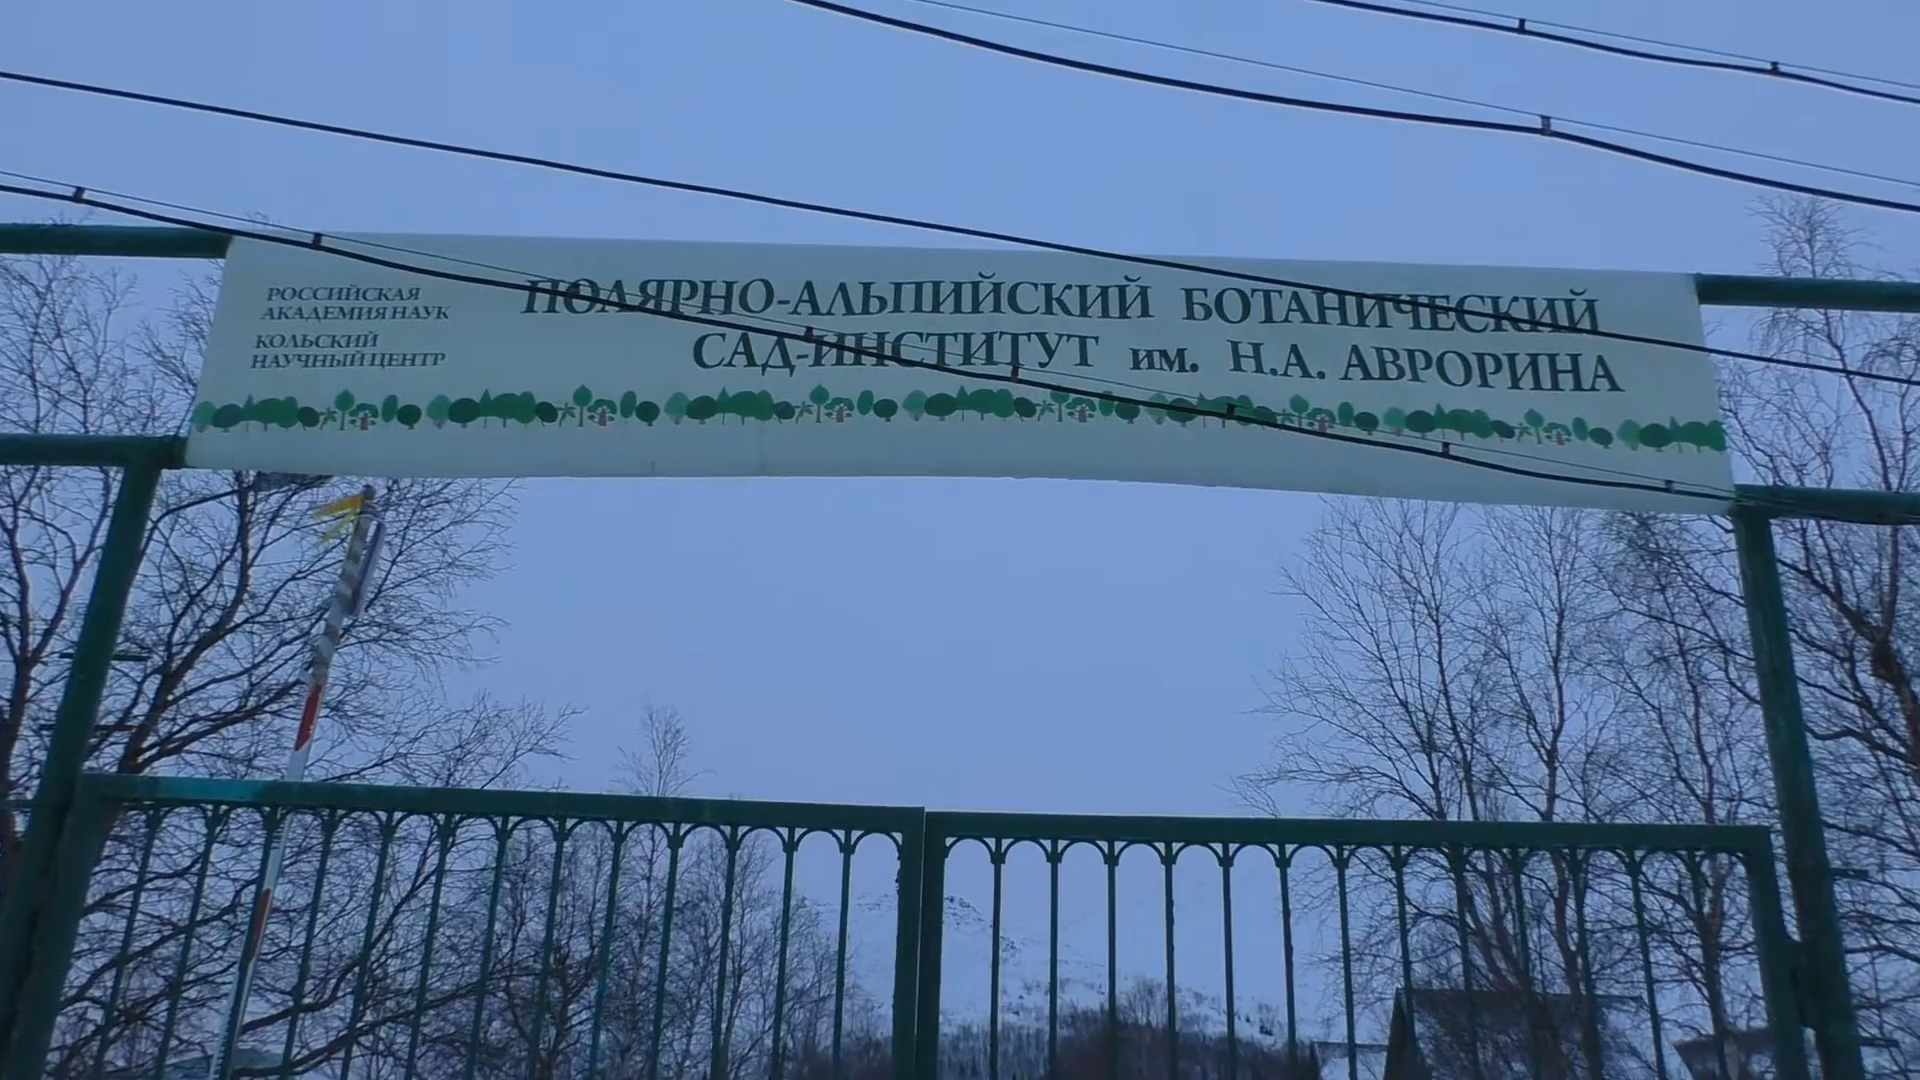 РОССИЙСКАЯ
АКАДЕМИЯ НАУК
КОЛЬСКИЙ
НАУЧНЫЙ ЦЕНТР
ПОЛЯРНО-АЛЬПИЙСКИЙ БОТАНИЧЕСКИЙ
САД-ИНСТИТУТ им. Н.А. АВРОРИНА